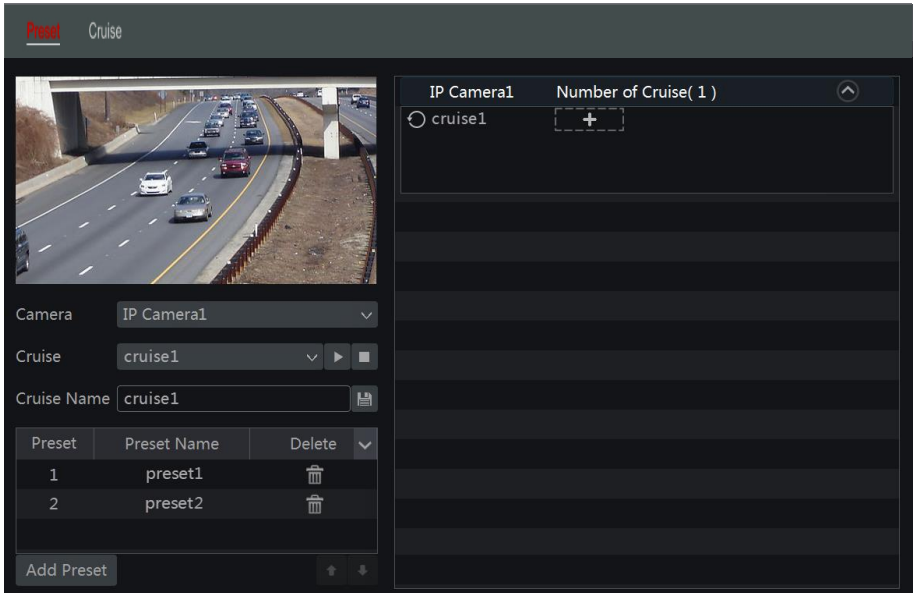 Preset Cruise
IP Camera1 Number of Cruise( 1 )
cruise1 +
Camera IP Camera1
Cruise cruise1
Cruise Name cruise1
Preset Preset Name Delete
1 preset1
2 preset2
Add Preset